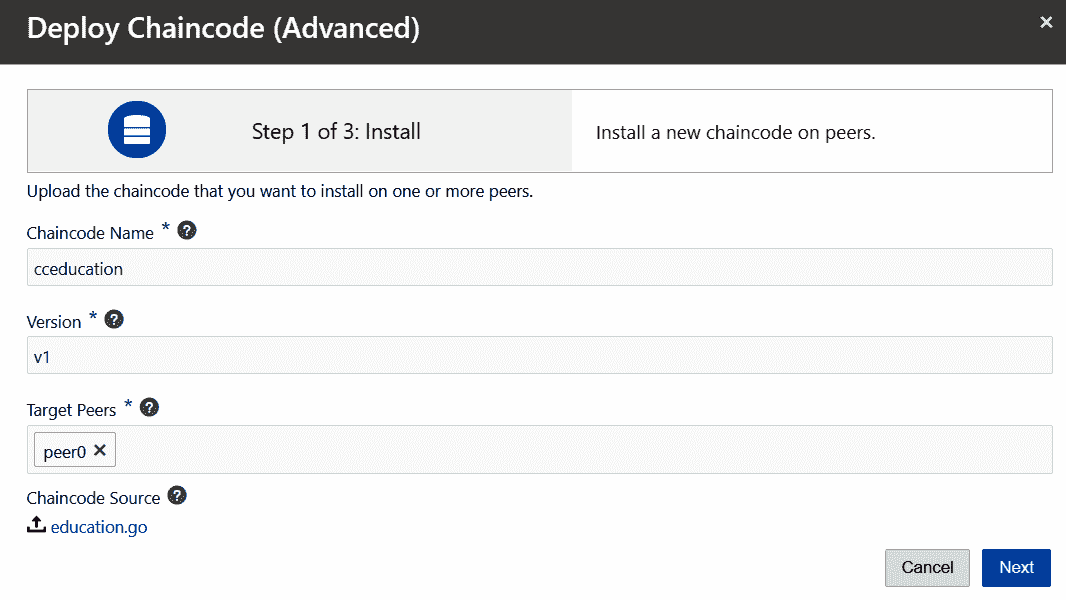 Deploy Chaincode (Advanced)
×
Step 1 of 3: Install
Install a new chaincode on peers.
Upload the chaincode that you want to install on one or more peers.
Chaincode Name * ?
cceducation
Version * ?
v1
Target Peers * ?
peer0 ×
Chaincode Source ?
education.go
Cancel Next